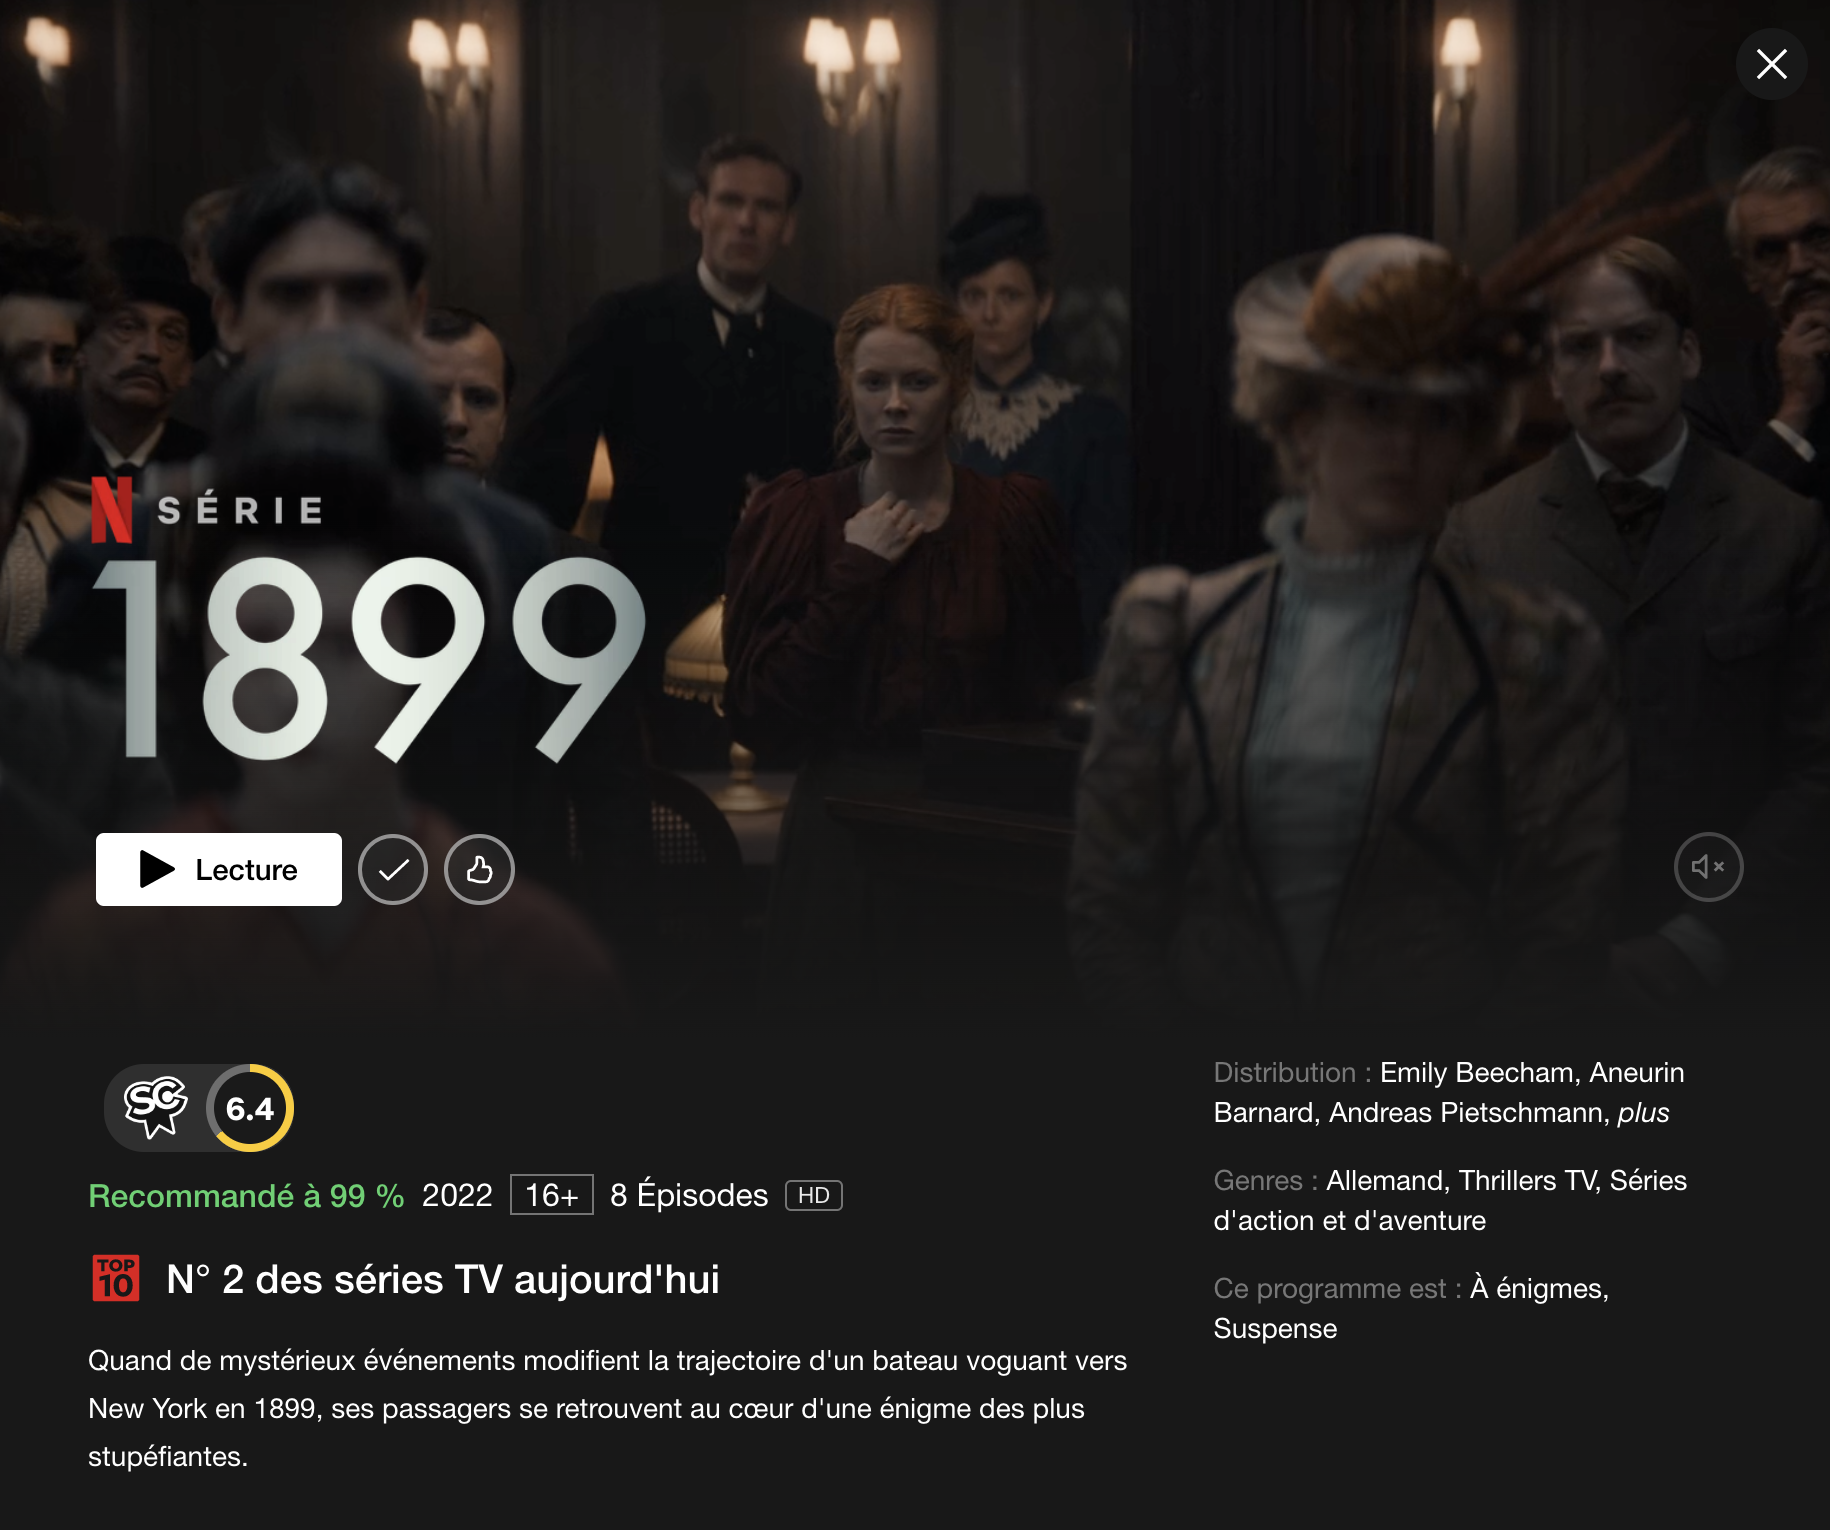 N SÉRIE
1899
Lecture
SC 6.4
Recommandé à 99 % 2022 16+ 8 Épisodes HD
TOP 10 N° 2 des séries TV aujourd'hui
Quand de mystérieux événements modifient la trajectoire d'un bateau voguant vers
New York en 1899, ses passagers se retrouvent au cœur d'une énigme des plus
stupéfiantes.
Distribution : Emily Beecham, Aneurin
Barnard, Andreas Pietschmann, plus
Genres : Allemand, Thrillers TV, Séries
d'action et d'aventure
Ce programme est : À énigmes,
Suspense